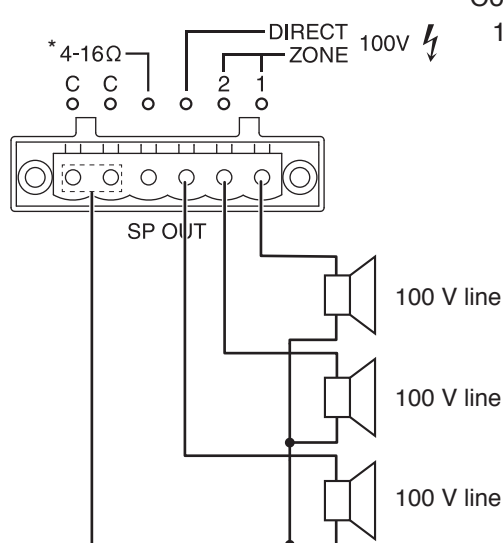 DIRECT
ZONE
100V
* 4-16Ω
C C 2 1
SP OUT
100 V line
100 V line
100 V line